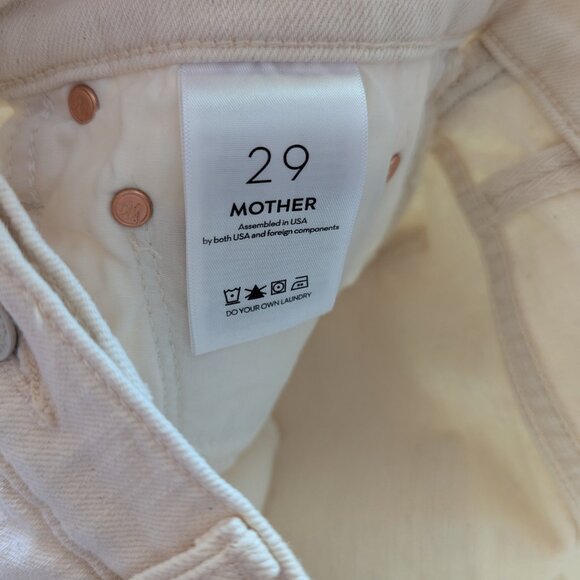 29
MOTHER
Assembled in USA
by both USA and foreign components
DO YOUR OWN LAUNDRY